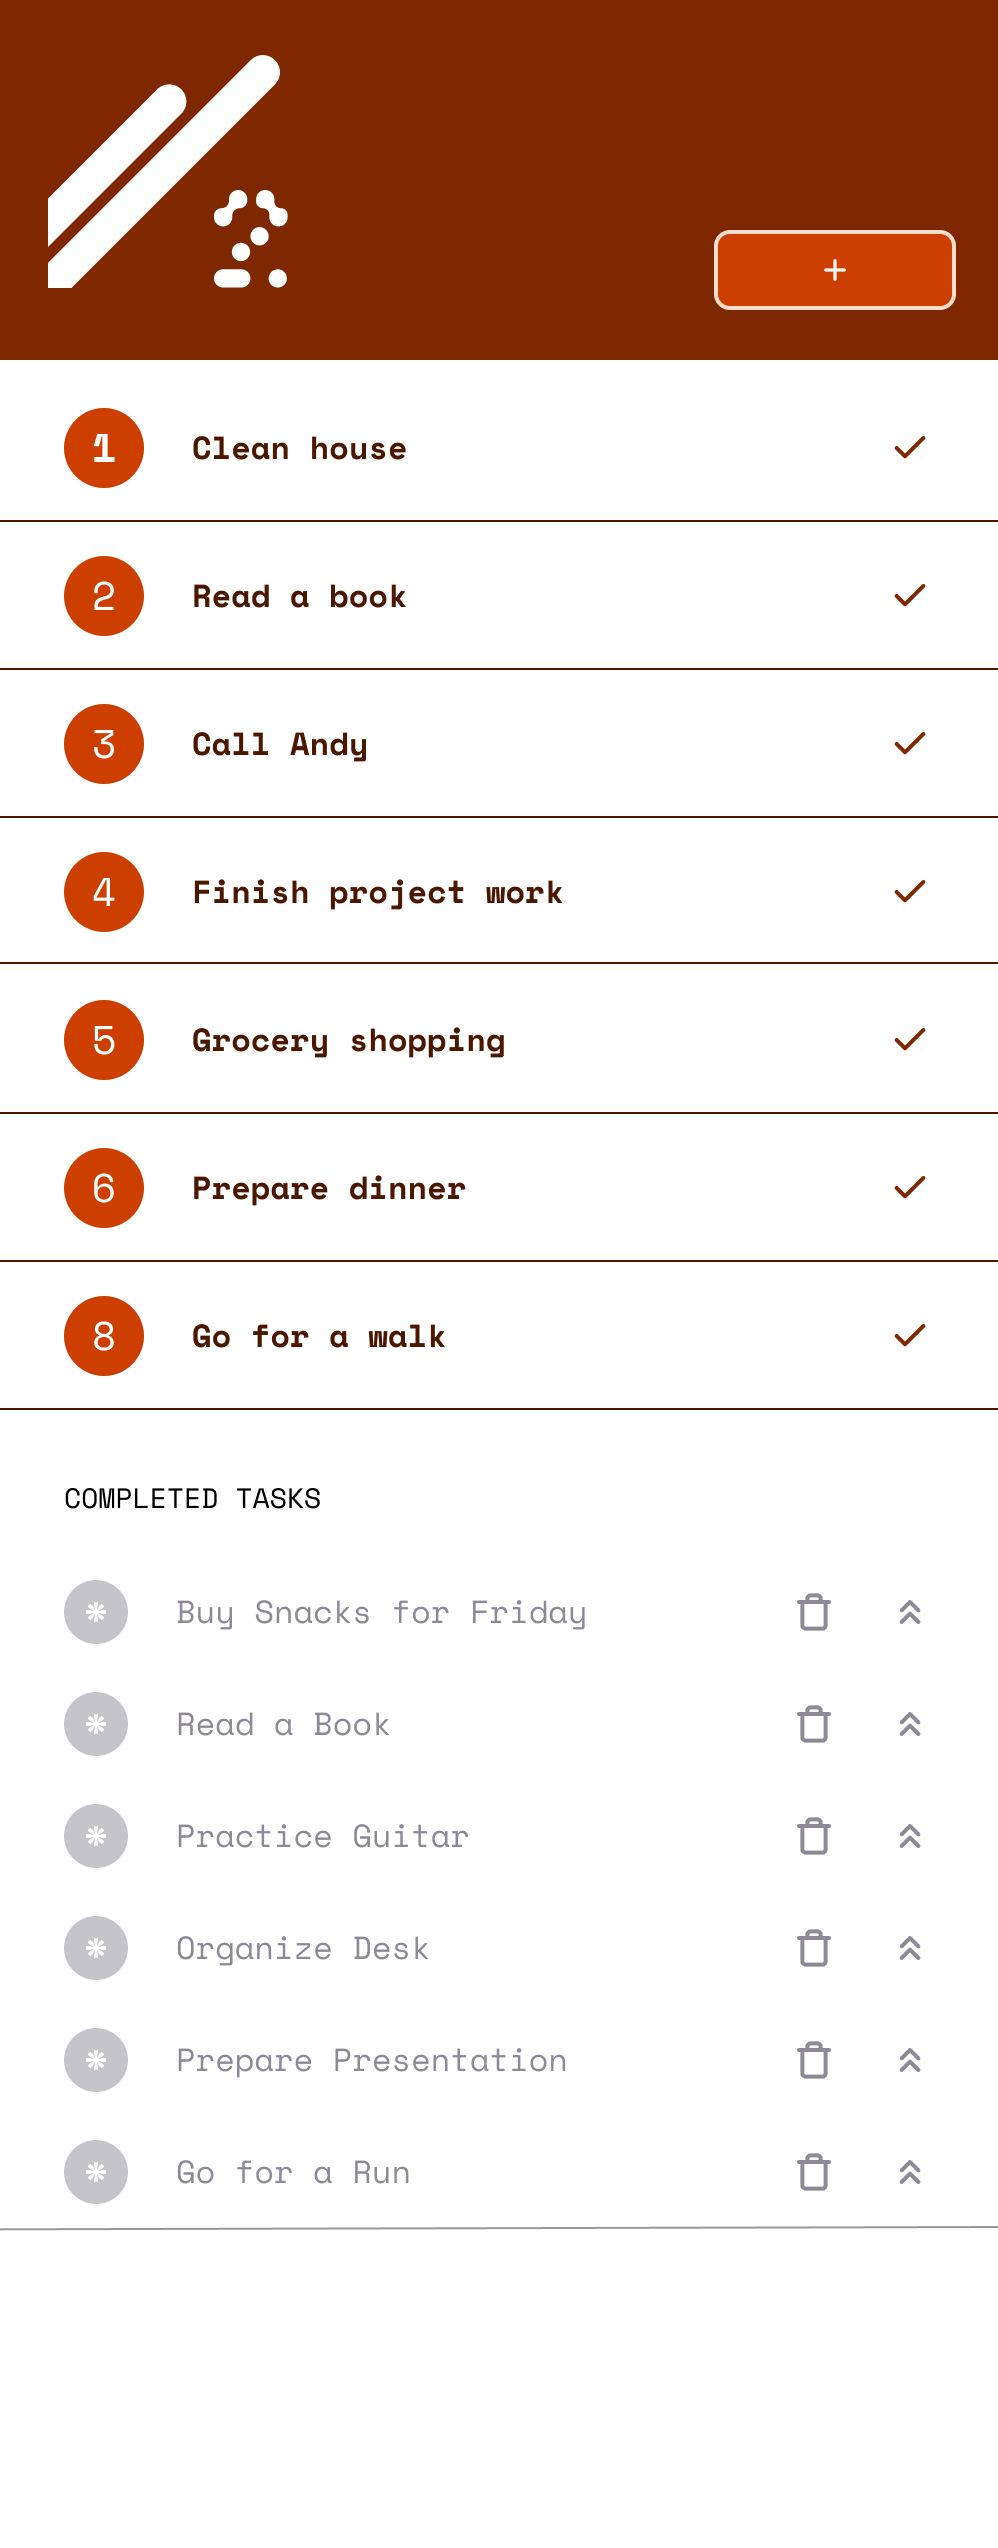 +
1 Clean house
2 Read a book
3 Call Andy
4 Finish project work
5 Grocery shopping
6 Prepare dinner
8 Go for a walk
COMPLETED TASKS
Buy Snacks for Friday
Read a Book
Practice Guitar
Organize Desk
Prepare Presentation
Go for a Run